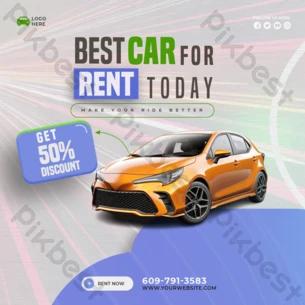 LOGO
HERE
BEST CAR FOR
RENT TODAY
MAKE YOUR RIDE BETTER
GET
50%
DISCOUNT
RENT NOW
609-791-3583
WWW.YOURWEBSITE.COM
Pikbest